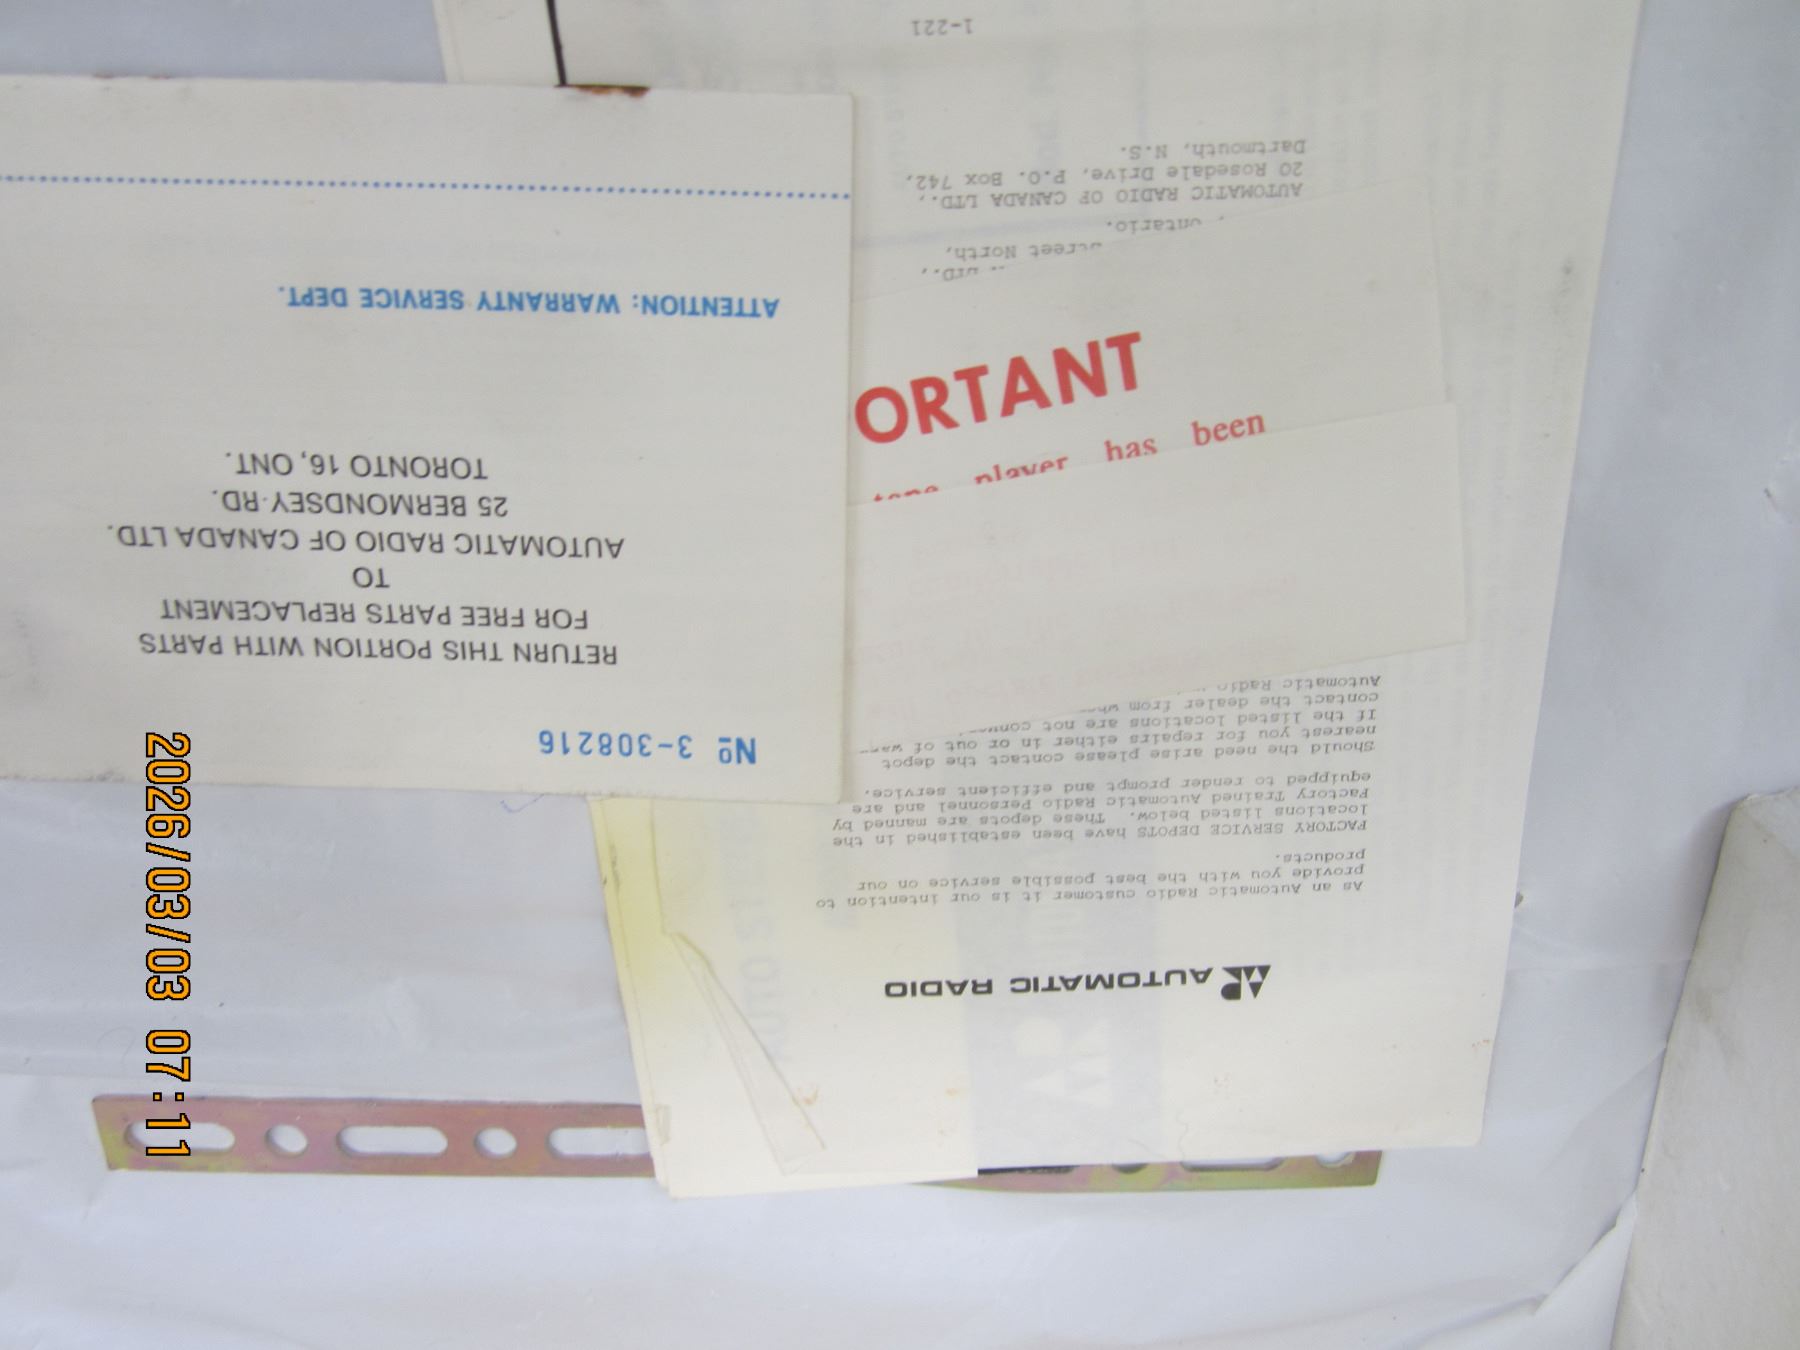 Nº 3-308216
RETURN THIS PORTION WITH PARTS
FOR FREE PARTS REPLACEMENT
TO
AUTOMATIC RADIO OF CANADA LTD.
25 BERMONDSEY RD.
TORONTO 16, ONT.
ATTENTION: WARRANTY SERVICE DEPT.
AUTOMATIC RADIO
As an Automatic Radio customer it is our intention to
provide you with the best possible service on our
products.
FACTORY SERVICE DEPOTS have been established in the
locations listed below. These depots are manned by
Factory Trained Automatic Radio Personnel and are
equipped to render prompt and efficient service.
Should the need arise please contact the depot
nearest you for repairs either in or out of
If the listed locations are not
contact the dealer from
Automatic Radio
ORTANT
player has been
LTD.,
Street North,
Ontario.
AUTOMATIC RADIO OF CANADA LTD.,
20 Rosedale Drive, P.O. Box 742,
Dartmouth, N.S.
1-221
2026/03/03 07:11